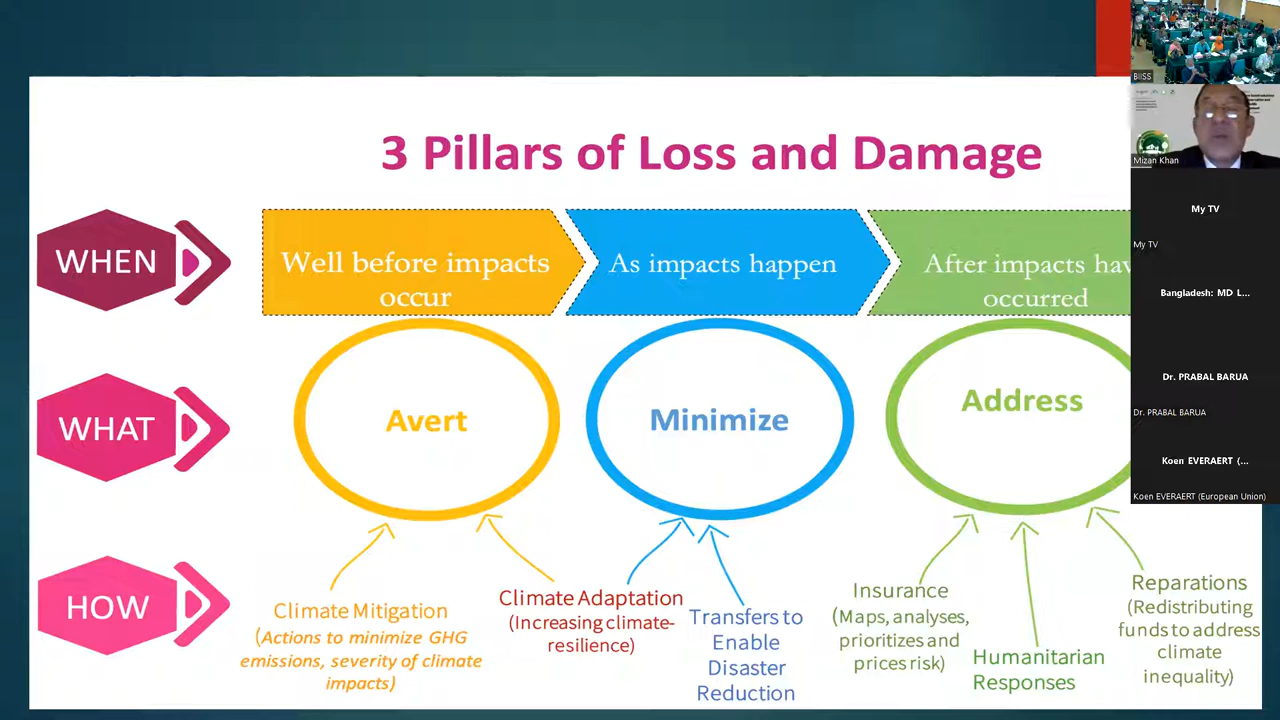 3 Pillars of Loss and Damage
WHEN
Well before impacts
occur
As impacts happen
After impacts hav
occurred
WHAT
Avert
Minimize
Address
HOW
Climate Mitigation
(Actions to minimize GHG
emissions, severity of climate
impacts)
Climate Adaptation
(Increasing climate-
resilience)
Transfers to
Enable
Disaster
Reduction
Insurance
(Maps, analyses,
prioritizes and
prices risk)
Humanitarian
Responses
Reparations
(Redistributing
funds to address
climate
inequality)
BIISS
Mizan Khan
My TV
My TV
Bangladesh: MD L...
Dr. PRABAL BARUA
Dr. PRABAL BARUA
Koen EVERAERT (...
Koen EVERAERT (European Union)